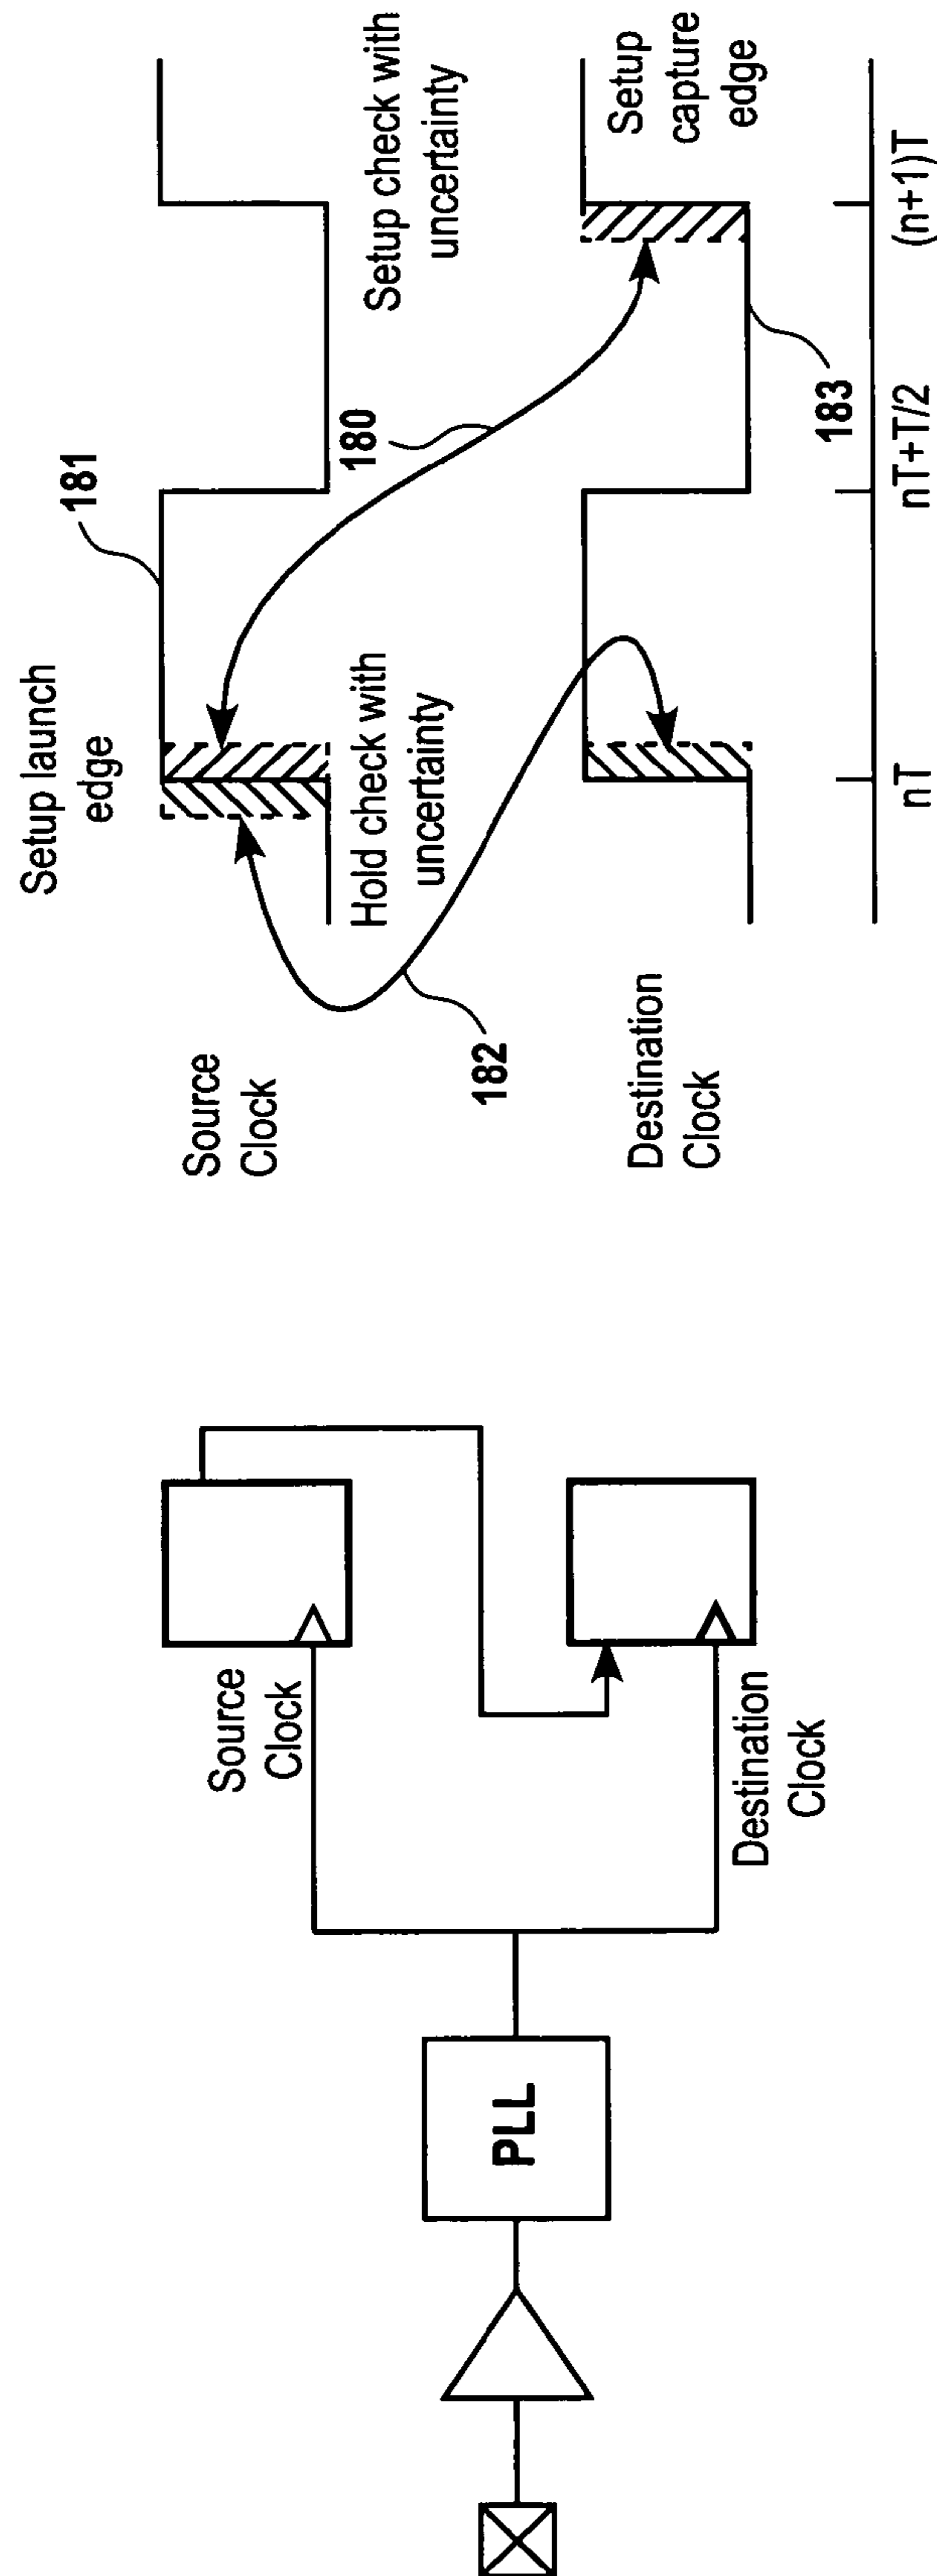 PLL
Source
Clock
Destination
Clock
Source
Clock
Destination
Clock
Setup launch
edge
181
180
Setup check with
uncertainty
Hold check with
uncertainty
182
Setup
capture
edge
183
nT
nT+T/2
(n+1)T